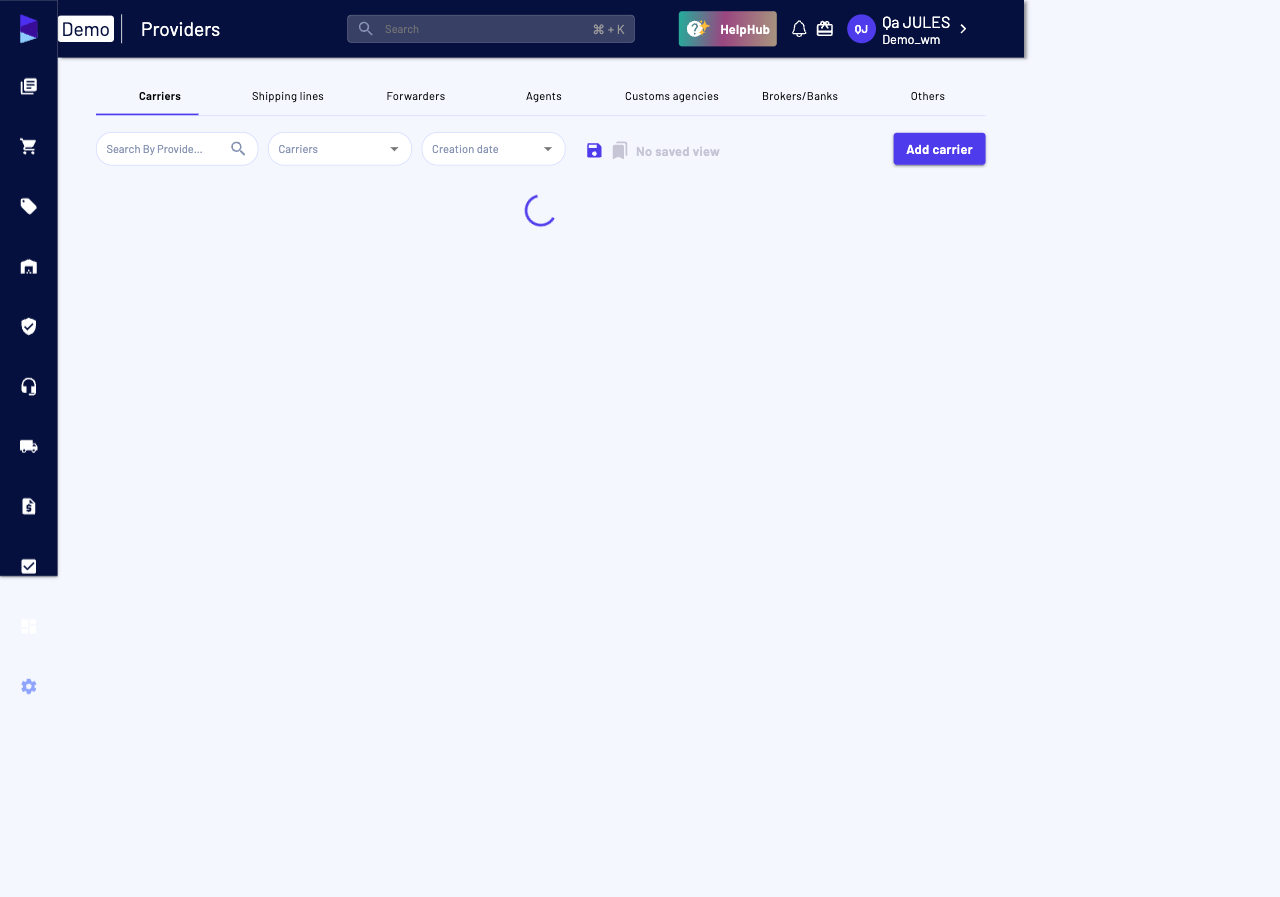 Demo
Providers
Search
⌘ + K
HelpHub
QJ
Qa JULES
Demo_wm
Carriers
Shipping lines
Forwarders
Agents
Customs agencies
Brokers/Banks
Others
Search By Provide...
Carriers
Creation date
No saved view
Add carrier